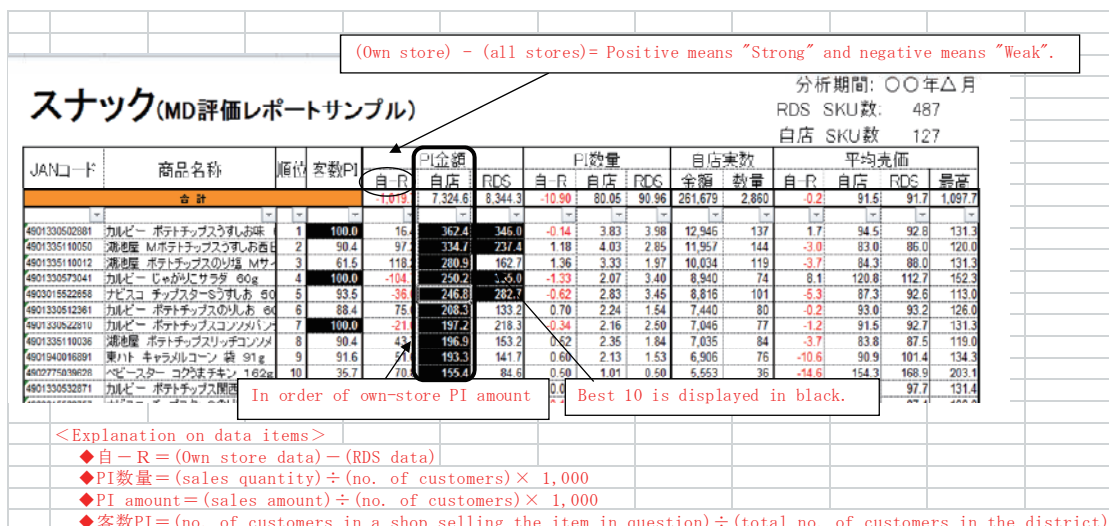 (Own store) - (all stores)= Positive means "Strong" and negative means "Weak".
分析期間: 〇〇年△月
スナック(MD評価レポートサンプル)
RDS SKU数: 487
自店 SKU数 127
JANコード 商品名称 順位 客数PI PI金額 PI数量 自店実数 平均売価
自-R 自店 RDS 自-R 自店 RDS 金額 数量 自-R 自店 RDS 最高
合 計 7,324.6 8,344.3 -10.90 80.05 90.96 261,679 2,860 -0.2 91.5 91.7 1,097.7
4901330502881 カルビー ポテトチップスうすしお味 1 100.0 16. 362.4 346.0 -0.14 3.83 3.98 12,946 137 1.7 94.5 92.8 131.3
4901335110050 湖池屋 Mポテトチップスうすしお西日 2 90.4 97. 334.7 237.4 1.18 4.03 2.85 11,957 144 -3.0 83.0 86.0 120.0
4901335110012 湖池屋 ポテトチップスのり塩 Mサイ 3 61.5 118. 280.9 162.7 1.36 3.33 1.97 10,034 119 -3.7 84.3 88.0 131.3
4901330573041 カルビー じゃがりこサラダ 60g 4 100.0 -104. 250.2 -1.33 2.07 3.40 8,940 74 8.1 120.8 112.7 152.3
4903015522658 ナビスコ チップスターSうすしお 50 5 93.5 -36. 246.8 282.7 -0.62 2.83 3.45 8,816 101 -5.3 87.3 92.6 113.0
4901330512361 カルビー ポテトチップスのりしお 60 6 88.4 75. 208.3 133.2 0.70 2.24 1.54 7,440 80 -0.2 93.0 93.2 126.0
4901330522810 カルビー ポテトチップスコンソメパン 7 100.0 -21. 197.2 218.3 -0.34 2.16 2.50 7,046 77 -1.2 91.5 92.7 131.3
4901335110036 湖池屋 ポテトチップスリッチコンソメ 8 90.4 43. 196.9 153.2 2.35 1.84 7,035 84 -3.7 83.8 87.5 119.0
4901940016891 東ハト キャラメルコーン 袋 91g 9 91.6 193.3 141.7 0.60 2.13 1.53 6,906 76 -10.6 90.9 101.4 134.3
4902775039628 ベビースター コクうまチキン 162g 10 35.7 70. 155.4 84.6 0.50 1.01 0.50 5,553 36 -14.6 154.3 168.9 203.1
4901330532871 カルビー ポテトチップス関西 97.7 131.4
In order of own-store PI amount
Best 10 is displayed in black.
<Explanation on data items>
◆自-R=(Own store data)-(RDS data)
◆PI数量=(sales quantity)÷(no. of customers)× 1,000
◆PI amount=(sales amount)÷(no. of customers)× 1,000
◆客数PI=(no. of customers in a shop selling the item in question)÷(total no. of customers in the district)